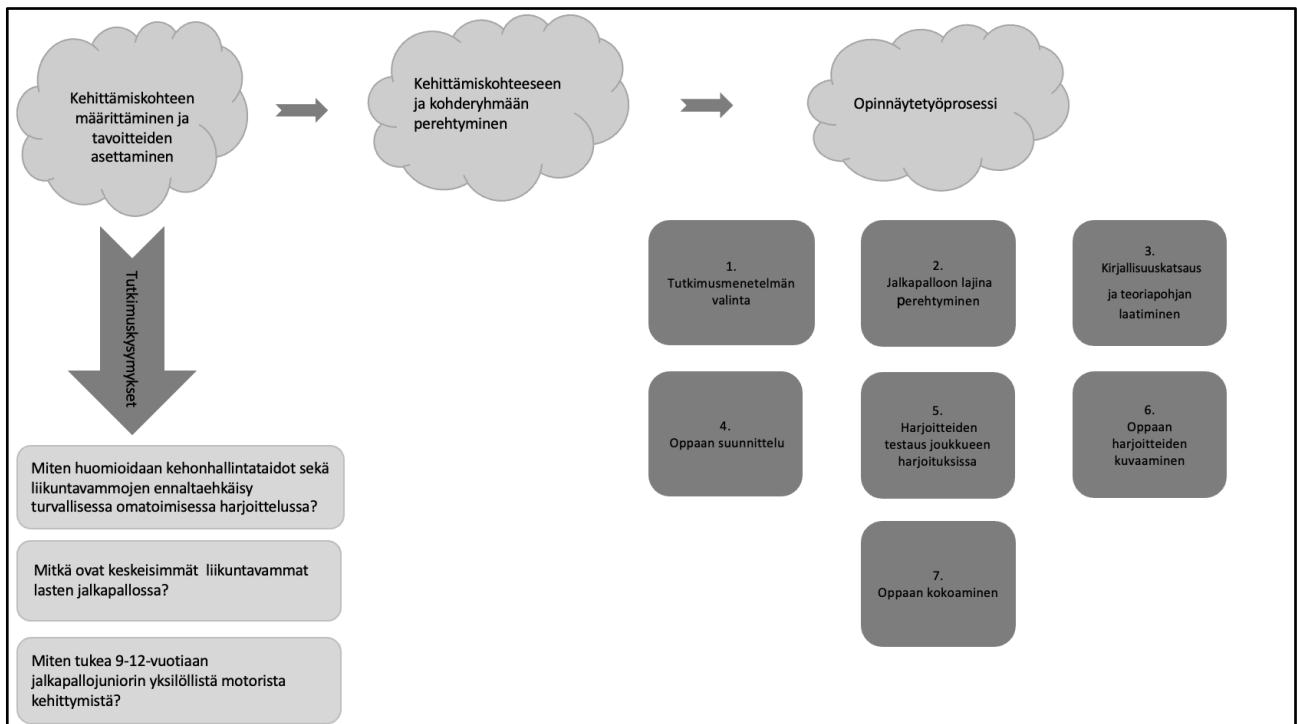 Kehittämiskohteen
määrittäminen ja
tavoitteiden
asettaminen
Kehittämiskohteeseen
ja kohderyhmään
perehtyminen
Opinnäytetyöprosessi
Tutkimuskysymykset
Miten huomioidaan kehonhallintataidot sekä
liikuntavammojen ennaltaehkäisy
turvallisessa omatoimisessa harjoittelussa?
Mitkä ovat keskeisimmät liikuntavammat
lasten jalkapallossa?
Miten tukea 9-12-vuotiaan
jalkapallojuniorin yksilöllistä motorista
kehittymistä?
1.
Tutkimusmenetelmän
valinta
2.
Jalkapalloon lajina
perehtyminen
3.
Kirjallisuuskatsaus
ja teoriapohjan
laatiminen
4.
Oppaan suunnittelu
5.
Harjoitteiden
testaus joukkueen
harjoituksissa
6.
Oppaan
harjoitteiden
kuvaaminen
7.
Oppaan kokoaminen